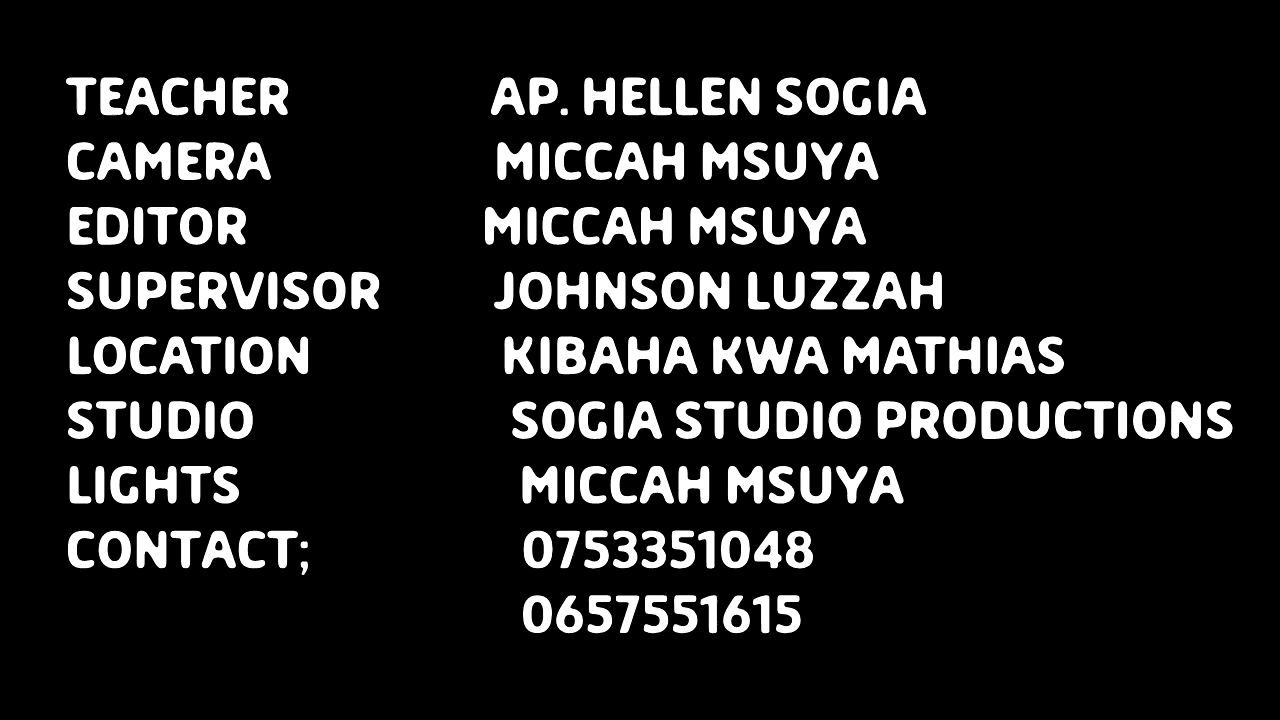 TEACHER AP. HELLEN SOGIA
CAMERA MICCAH MSUYA
EDITOR MICCAH MSUYA
SUPERVISOR JOHNSON LUZZAH
LOCATION KIBAHA KWA MATHIAS
STUDIO SOGIA STUDIO PRODUCTIONS
LIGHTS MICCAH MSUYA
CONTACT; 0753351048
0657551615